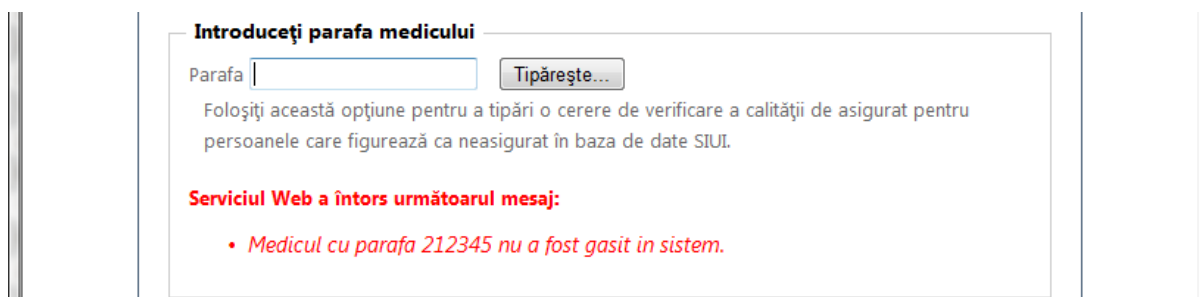 Introduceţi parafa medicului
Parafa Tipăreşte...
Foloşiţi această opţiune pentru a tipări o cerere de verificare a calităţii de asigurat pentru
persoanele care figurează ca neasigurat în baza de date SIUI.
Serviciul Web a întors următoarul mesaj:
• Medicul cu parafa 212345 nu a fost gasit in sistem.